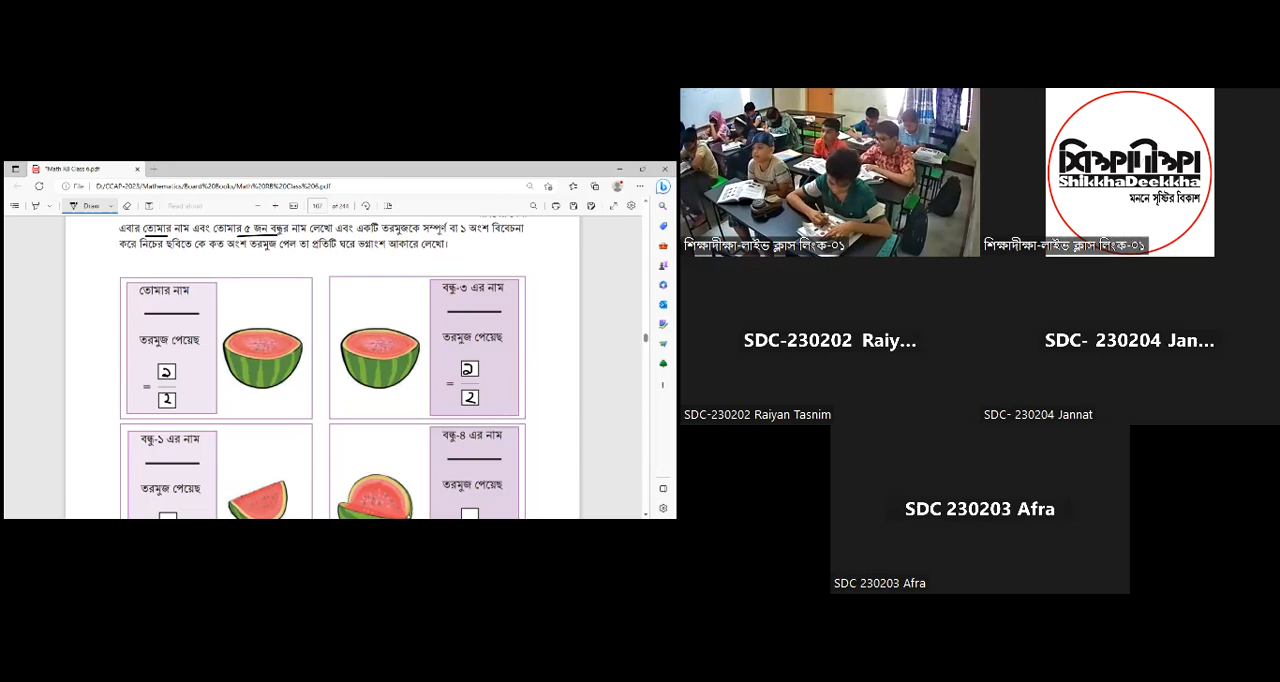 *Math RB Class 6.pdf
File
D:/CCAP-2023/Mathematics/Board%20Books/Math%20RB%20Class%206.pdf
Draw
Read aloud
107 of 244
এবার তোমার নাম এবং তোমার ৫ জন বন্ধুর নাম লেখো এবং একটি তরমুজকে সম্পূর্ণ বা ১ অংশ বিবেচনা
করে নিচের ছবিতে কে কত অংশ তরমুজ পেল তা প্রতিটি ঘরে ভগ্নাংশ আকারে লেখো।
তোমার নাম
তরমুজ পেয়েছ
= ১
২
বন্ধু-৩ এর নাম
তরমুজ পেয়েছ
= ১
২
বন্ধু-১ এর নাম
তরমুজ পেয়েছ
বন্ধু-৪ এর নাম
তরমুজ পেয়েছ
শিক্ষাদীক্ষা-লাইভ ক্লাস লিংক-০১
শিক্ষাদীক্ষা
ShikkhaDeekkha
মননে সৃষ্টির বিকাশ
শিক্ষাদীক্ষা-লাইভ ক্লাস লিংক-০১
SDC-230202 Raiy...
SDC-230202 Raiyan Tasnim
SDC- 230204 Jan...
SDC- 230204 Jannat
SDC 230203 Afra
SDC 230203 Afra